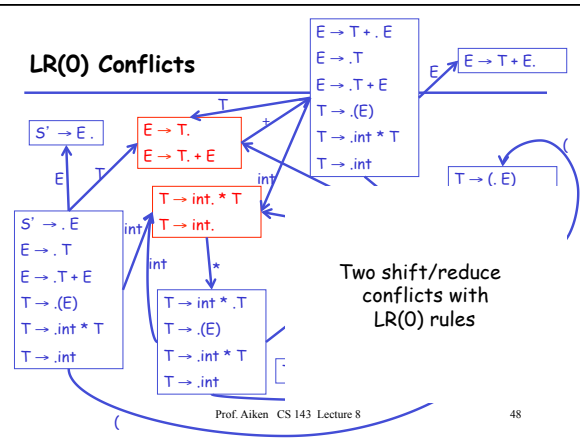 LR(0) Conflicts
E → T + . E
E → .T
E → .T + E
T → .(E)
T → .int * T
T → .int
E
E → T + E.
T
+
S’ → E .
E → T.
E → T. + E
E
T
int
(
T → (. E)
T → int. * T
T → int.
int
int
*
S’ → . E
E → . T
E → .T + E
T → .(E)
T → .int * T
T → .int
T → int * .T
T → .(E)
T → .int * T
T → .int
Two shift/reduce
conflicts with
LR(0) rules
(
Prof. Aiken CS 143 Lecture 8
48